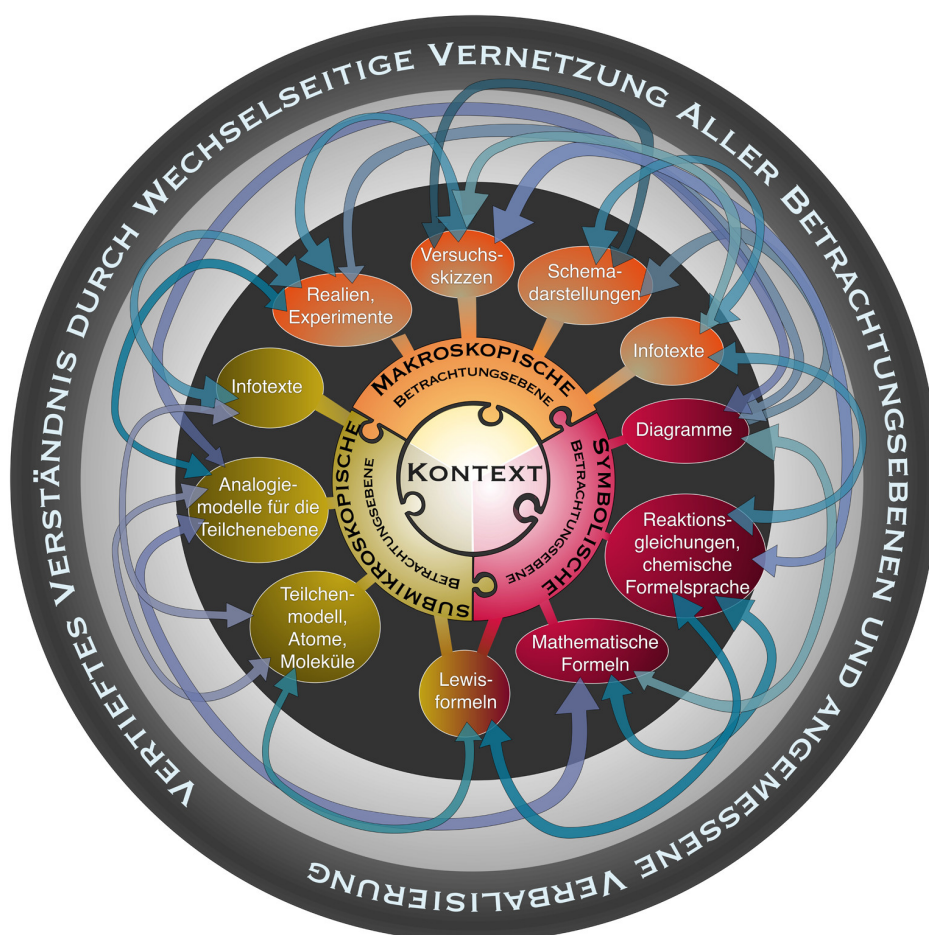 Vertieftes Verständnis durch Wechselseitige Vernetzung Aller Betrachtungsebenen und angemessene Verbalisierung
Versuchs-
skizzen
Schema-
darstellungen
Realien,
Experimente
Infotexte
Infotexte
Makroskopische
Betrachtungsebene
Diagramme
Kontext
Symbolische
Betrachtungsebene
Submikroskopische
Betrachtungsebene
Analogie-
modelle für die
Teilchenebene
Reaktions-
gleichungen,
chemische
Formelsprache
Teilchen-
modell,
Atome,
Moleküle
Mathematische
Formeln
Lewis-
formeln